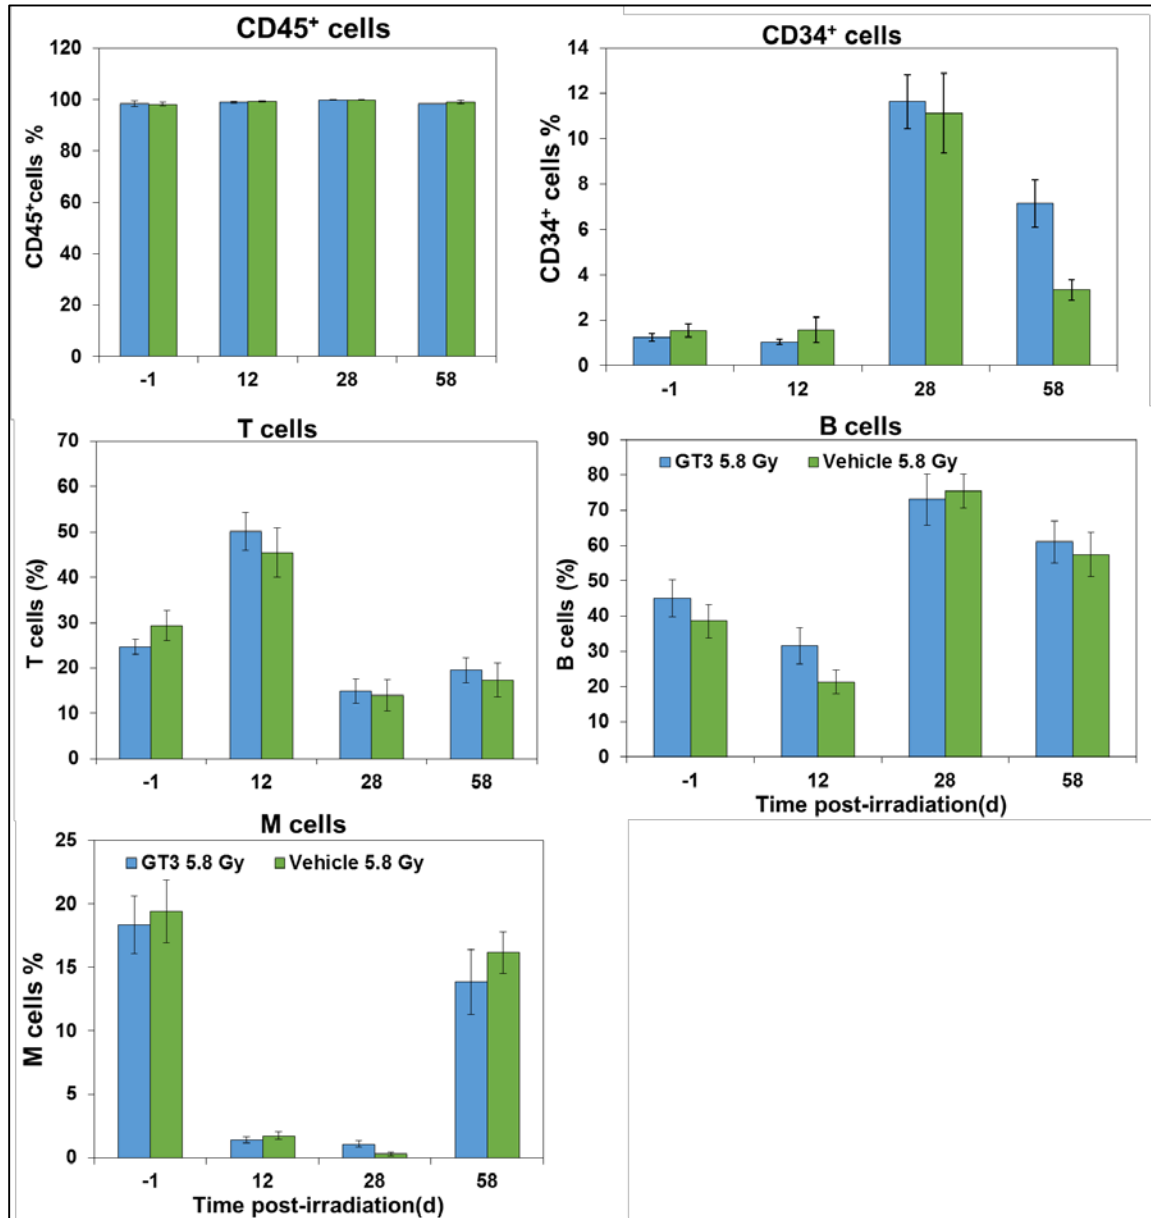 CD45⁺ cells
CD45⁺cells %
120
100
80
60
40
20
0
-1 12 28 58
CD34⁺ cells
CD34⁺ cells %
14
12
10
8
6
4
2
0
-1 12 28 58
T cells
T cells (%)
70
60
50
40
30
20
10
0
-1 12 28 58
B cells
GT3 5.8 Gy Vehicle 5.8 Gy
B cells (%)
90
80
70
60
50
40
30
20
10
0
-1 12 28 58
Time post-irradiation(d)
M cells
GT3 5.8 Gy Vehicle 5.8 Gy
M cells %
25
20
15
10
5
0
-1 12 28 58
Time post-irradiation(d)